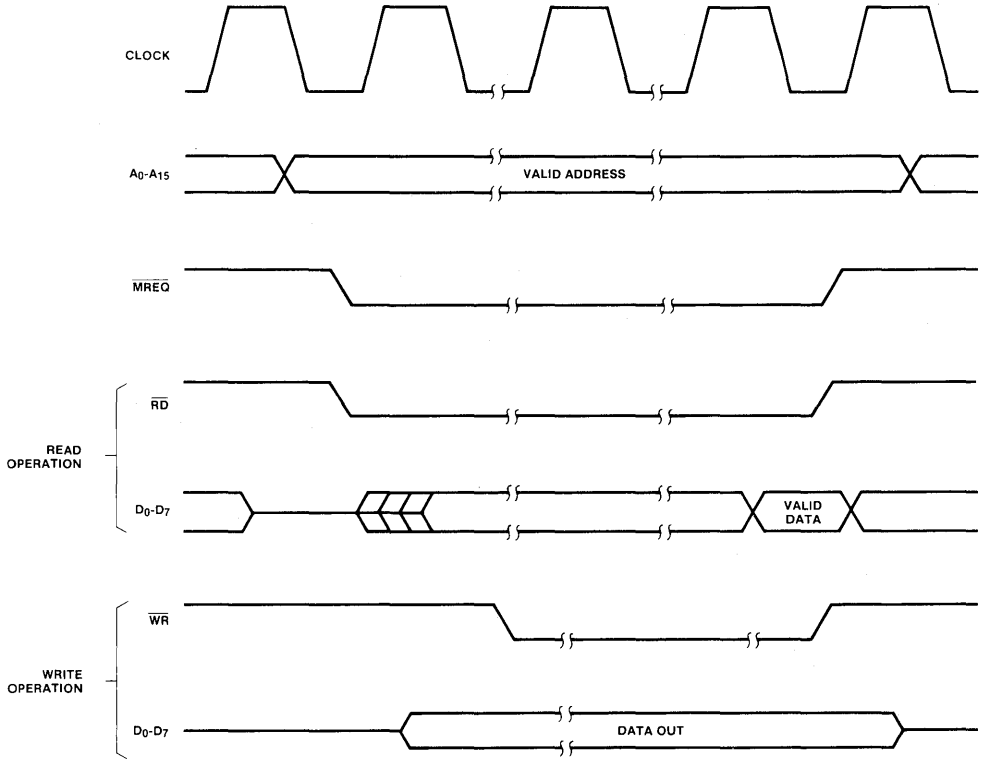 CLOCK
A0-A15
VALID ADDRESS
MREQ
RD
READ
OPERATION
D0-D7
VALID
DATA
WR
WRITE
OPERATION
D0-D7
DATA OUT